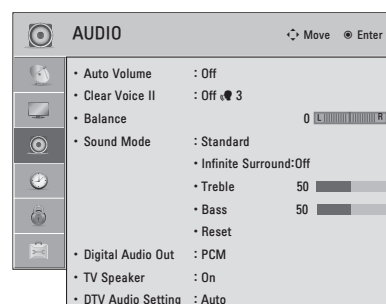 AUDIO Move Enter
• Auto Volume : Off
• Clear Voice II : Off 3
• Balance 0 L R
• Sound Mode : Standard
• Infinite Surround:Off
• Treble 50
• Bass 50
• Reset
• Digital Audio Out : PCM
• TV Speaker : On
• DTV Audio Setting : Auto